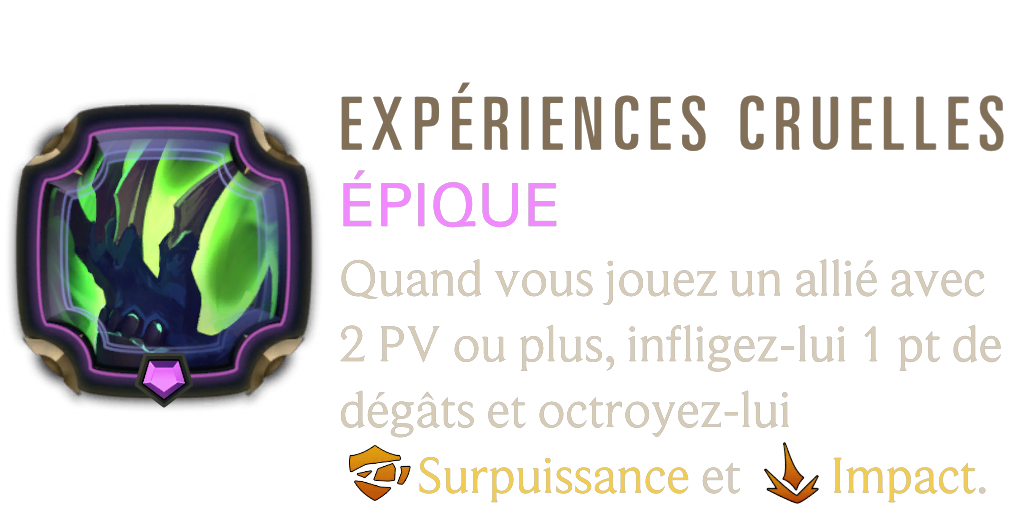 EXPÉRIENCES CRUELLES
ÉPIQUE
Quand vous jouez un allié avec
2 PV ou plus, infligez-lui 1 pt de
dégâts et octroyez-lui
Surpuissance et Impact.